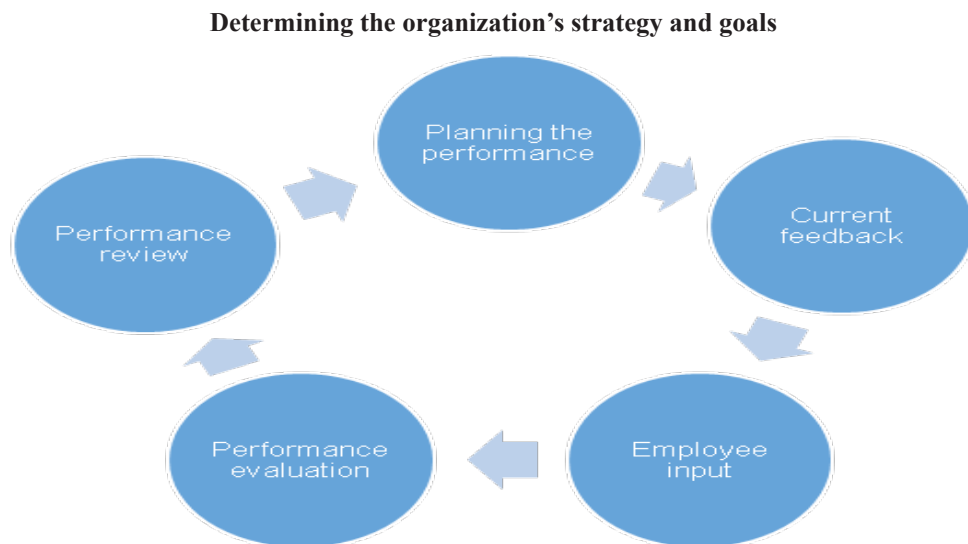 Determining the organization’s strategy and goals
Planning the
performance
Current
feedback
Employee
input
Performance
evaluation
Performance
review